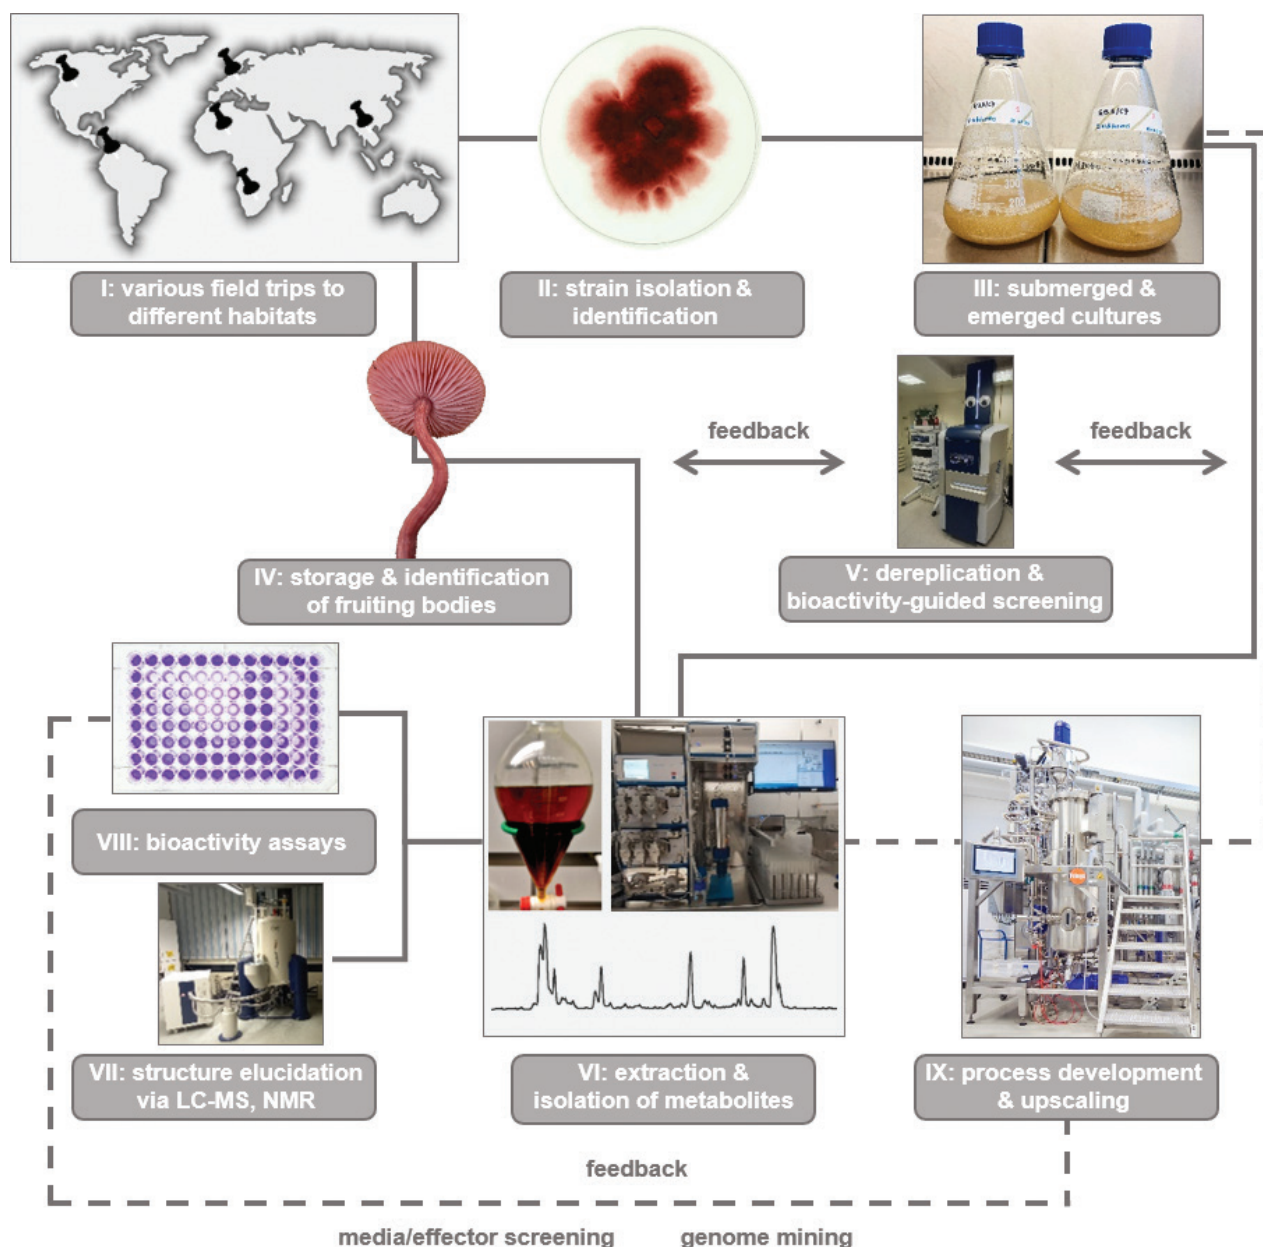 I: various field trips to
different habitats
II: strain isolation &
identification
III: submerged &
emerged cultures
feedback
feedback
IV: storage & identification
of fruiting bodies
V: dereplication &
bioactivity-guided screening
VIII: bioactivity assays
VII: structure elucidation
via LC-MS, NMR
VI: extraction &
isolation of metabolites
IX: process development
& upscaling
feedback
media/effector screening
genome mining